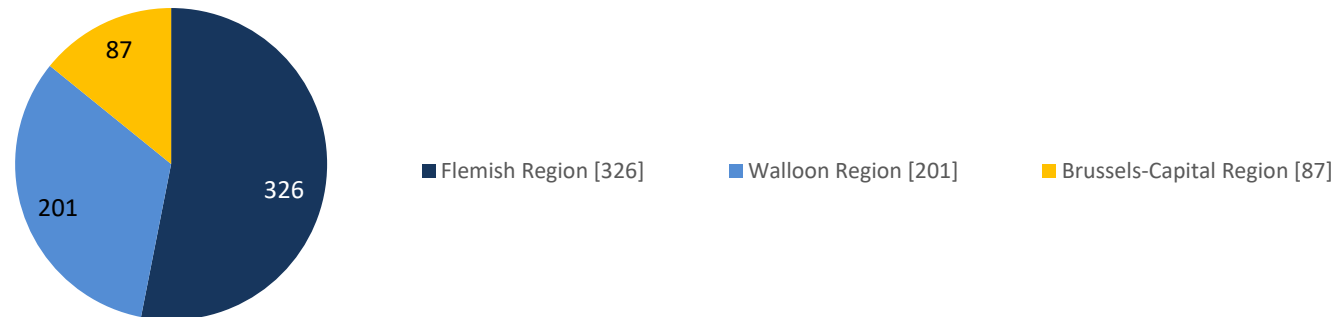 87
326
201
Flemish Region [326]
Walloon Region [201]
Brussels-Capital Region [87]